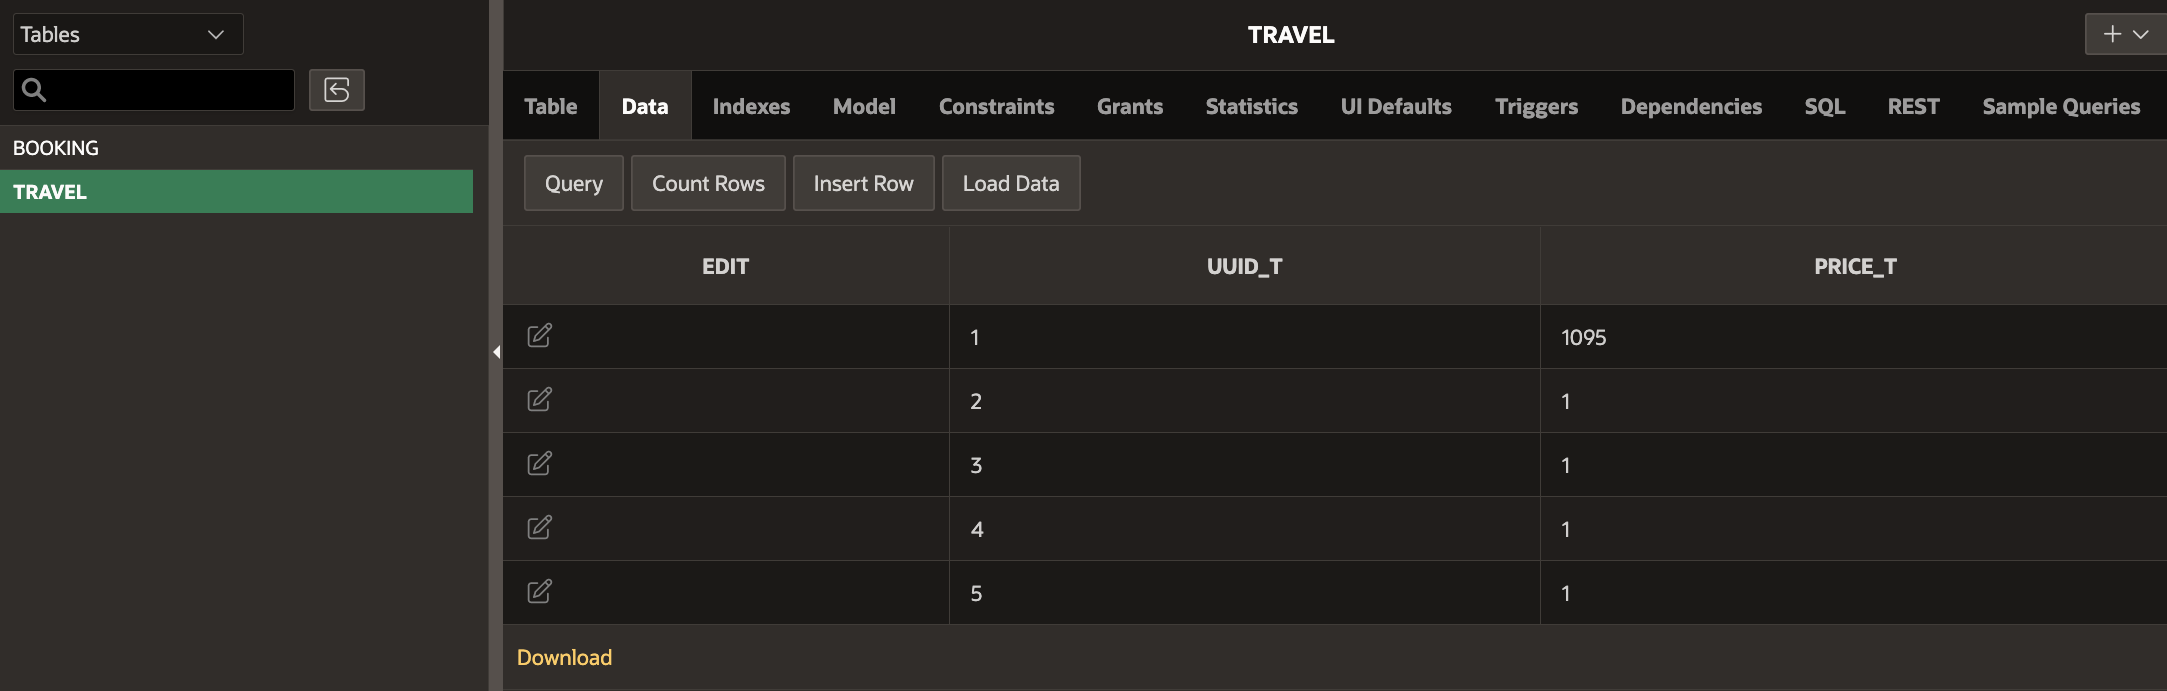 Tables
TRAVEL
BOOKING
TRAVEL
Table Data Indexes Model Constraints Grants Statistics UI Defaults Triggers Dependencies SQL REST Sample Queries
Query Count Rows Insert Row Load Data
EDIT UUID_T PRICE_T
1 1095
2 1
3 1
4 1
5 1
Download